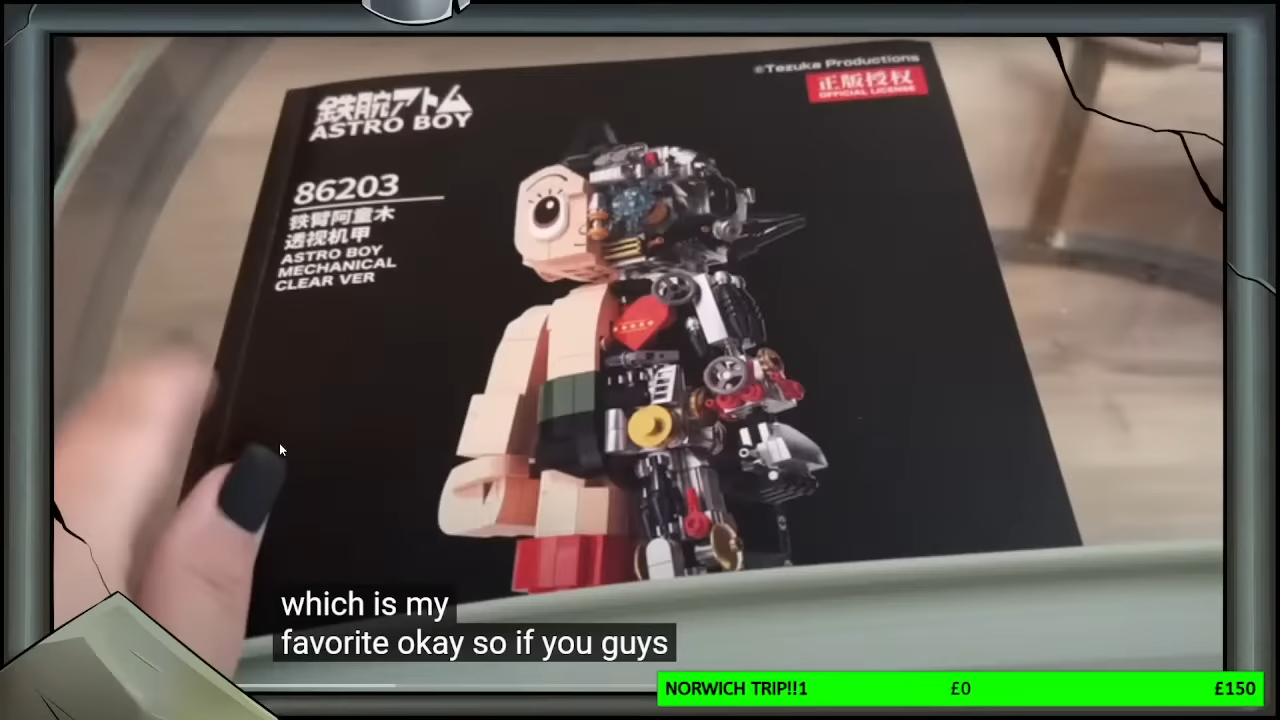 ©Tezuka Productions
正版授权
OFFICIAL LICENSE
鉄腕アトム
ASTRO BOY
86203
铁臂阿童木
透视机甲
ASTRO BOY
MECHANICAL
CLEAR VER
which is my
favorite okay so if you guys
NORWICH TRIP!!1 £0 £150